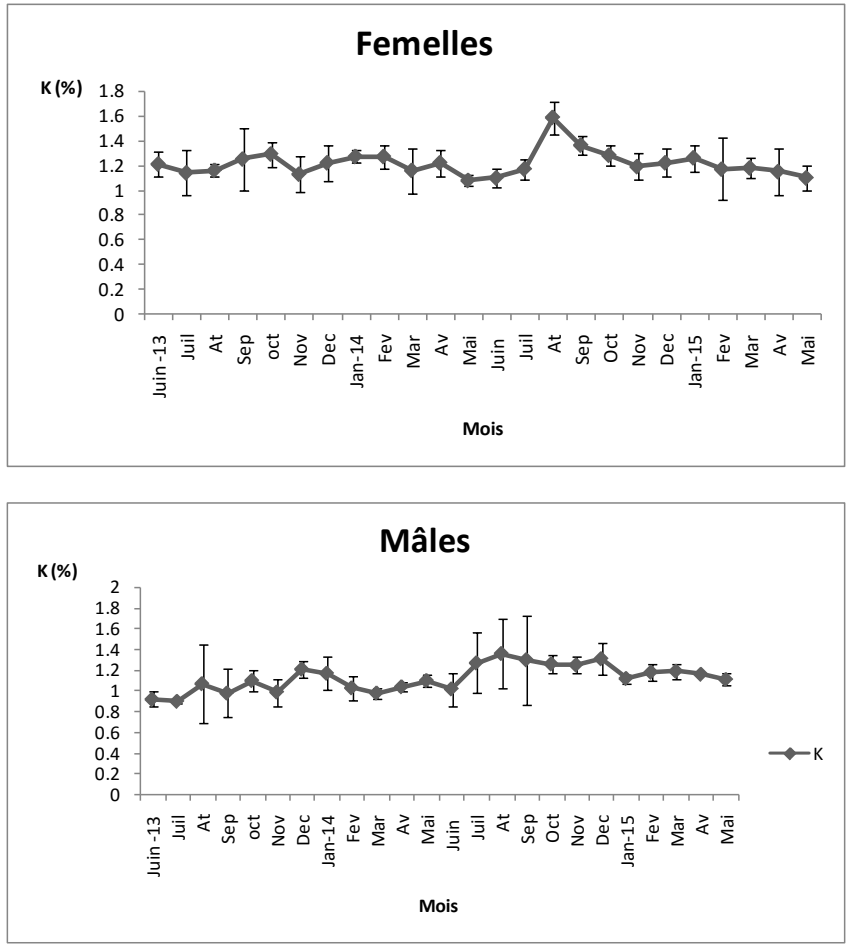 Femelles
K (%)
1.8
1.6
1.4
1.2
1
0.8
0.6
0.4
0.2
0
Juin -13 Juil At Sep oct Nov Dec Jan-14 Fev Mar Av Mai Juin Juil At Sep Oct Nov Dec Jan-15 Fev Mar Av Mai
Mois
Mâles
K (%)
2
1.8
1.6
1.4
1.2
1
0.8
0.6
0.4
0.2
0
K
Juin -13 Juil At Sep oct Nov Dec Jan-14 Fev Mar Av Mai Juin Juil At Sep Oct Nov Dec Jan-15 Fev Mar Av Mai
Mois